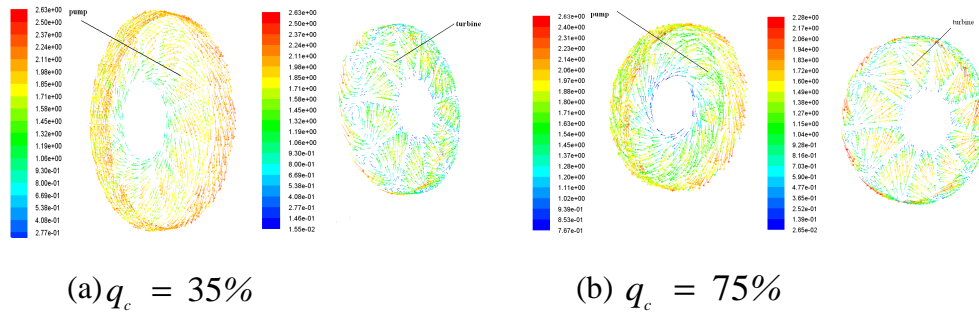 pump
2.63e+00
2.50e+00
2.37e+00
2.24e+00
2.11e+00
1.98e+00
1.85e+00
1.71e+00
1.58e+00
1.45e+00
1.32e+00
1.19e+00
1.06e+00
9.30e-01
8.00e-01
6.69e-01
5.38e-01
4.08e-01
2.77e-01
turbine
2.63e+00
2.50e+00
2.37e+00
2.24e+00
2.11e+00
1.98e+00
1.85e+00
1.71e+00
1.58e+00
1.45e+00
1.32e+00
1.19e+00
1.06e+00
9.30e-01
8.00e-01
6.69e-01
5.38e-01
4.08e-01
2.77e-01
1.46e-01
1.55e-02
pump
2.63e+00
2.23e+00
2.14e+00
2.06e+00
1.97e+00
1.88e+00
1.80e+00
1.71e+00
1.63e+00
1.54e+00
1.45e+00
1.37e+00
1.28e+00
1.20e+00
1.11e+00
1.02e+00
9.39e-01
8.53e-01
7.67e-01
turbine
2.28e+00
2.17e+00
2.06e+00
1.94e+00
1.83e+00
1.72e+00
1.60e+00
1.49e+00
1.38e+00
1.27e+00
1.15e+00
1.04e+00
9.28e-01
8.16e-01
7.03e-01
5.90e-01
4.77e-01
3.65e-01
2.52e-01
1.39e-01
2.65e-02
(a) q_c = 35%
(b) q_c = 75%